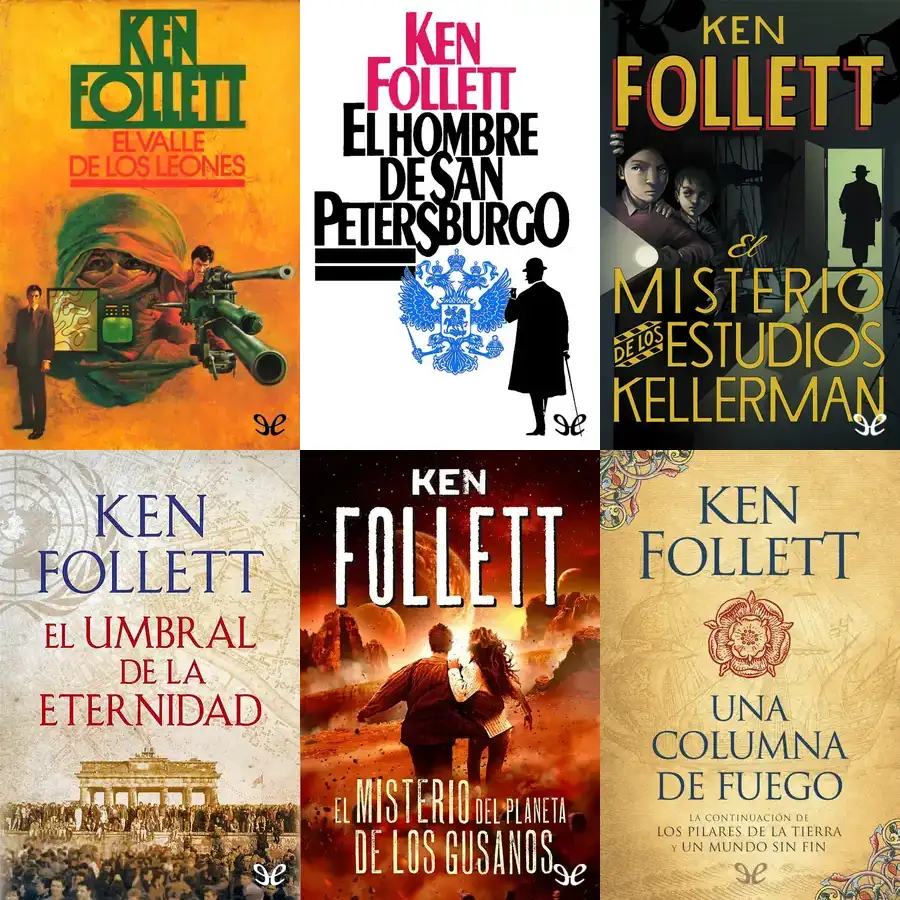 KEN
FOLLETT
EL VALLE
DE LOS LEONES
KEN
FOLLETT
EL HOMBRE
DE SAN
PETERSBURGO
KEN
FOLLETT
El
MISTERIO
DE LOS
ESTUDIOS
KELLERMAN
KEN
FOLLETT
EL UMBRAL
DE LA
ETERNIDAD
KEN
FOLLETT
EL MISTERIO DEL PLANETA
DE LOS GUSANOS
KEN
FOLLETT
UNA
COLUMNA
DE FUEGO
LA CONTINUACIÓN DE
LOS PILARES DE LA TIERRA
Y UN MUNDO SIN FIN